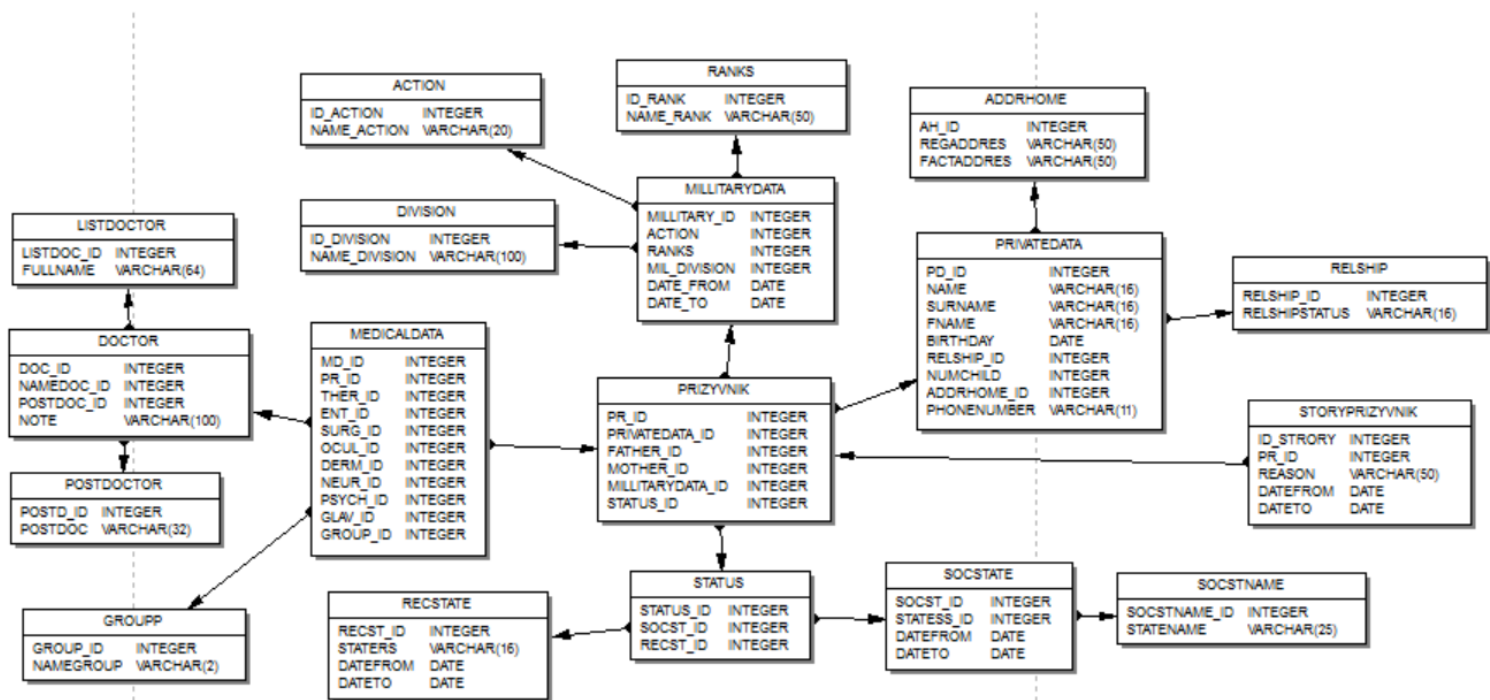 ACTION
ID_ACTION INTEGER
NAME_ACTION VARCHAR(20)
RANKS
ID_RANK INTEGER
NAME_RANK VARCHAR(50)
ADDRHOME
AH_ID INTEGER
REGADDRES VARCHAR(50)
FACTADDRES VARCHAR(50)
LISTDOCTOR
LISTDOC_ID INTEGER
FULLNAME VARCHAR(64)
DIVISION
ID_DIVISION INTEGER
NAME_DIVISION VARCHAR(100)
MILLITARYDATA
MILLITARY_ID INTEGER
ACTION INTEGER
RANKS INTEGER
MIL_DIVISION INTEGER
DATE_FROM DATE
DATE_TO DATE
PRIVATEDATA
PD_ID INTEGER
NAME VARCHAR(16)
SURNAME VARCHAR(16)
FNAME VARCHAR(16)
BIRTHDAY DATE
RELSHIP_ID INTEGER
NUMCHILD INTEGER
ADDRHOME_ID INTEGER
PHONENUMBER VARCHAR(11)
RELSHIP
RELSHIP_ID INTEGER
RELSHIPSTATUS VARCHAR(16)
DOCTOR
DOC_ID INTEGER
NAMEDOC_ID INTEGER
POSTDOC_ID INTEGER
NOTE VARCHAR(100)
MEDICALDATA
MD_ID INTEGER
PR_ID INTEGER
THER_ID INTEGER
ENT_ID INTEGER
SURG_ID INTEGER
OCUL_ID INTEGER
DERM_ID INTEGER
NEUR_ID INTEGER
PSYCH_ID INTEGER
GLAV_ID INTEGER
GROUP_ID INTEGER
PRIZYVNIK
PR_ID INTEGER
PRIVATEDATA_ID INTEGER
FATHER_ID INTEGER
MOTHER_ID INTEGER
MILLITARYDATA_ID INTEGER
STATUS_ID INTEGER
STORYPRIZYVNIK
ID_STRORY INTEGER
PR_ID INTEGER
REASON VARCHAR(50)
DATEFROM DATE
DATETO DATE
POSTDOCTOR
POSTD_ID INTEGER
POSTDOC VARCHAR(32)
GROUPP
GROUP_ID INTEGER
NAMEGROUP VARCHAR(2)
RECSTATE
RECST_ID INTEGER
STATERS VARCHAR(16)
DATEFROM DATE
DATETO DATE
STATUS
STATUS_ID INTEGER
SOCST_ID INTEGER
RECST_ID INTEGER
SOCSTATE
SOCST_ID INTEGER
STATESS_ID INTEGER
DATEFROM DATE
DATETO DATE
SOCSTNAME
SOCSTNAME_ID INTEGER
STATENAME VARCHAR(25)